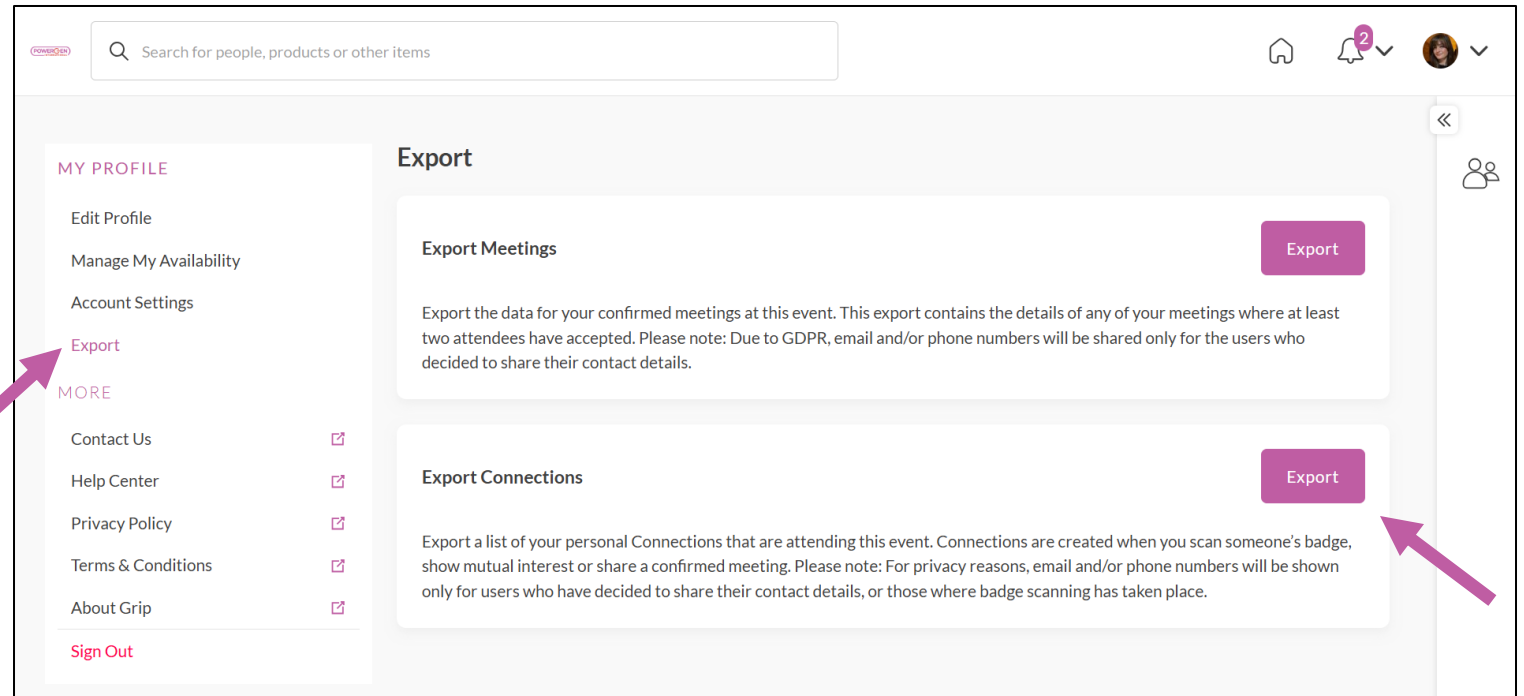 POWERGEN
Search for people, products or other items
2
MY PROFILE
Edit Profile
Manage My Availability
Account Settings
Export
MORE
Contact Us
Help Center
Privacy Policy
Terms & Conditions
About Grip
Sign Out
Export
Export Meetings
Export
Export the data for your confirmed meetings at this event. This export contains the details of any of your meetings where at least
two attendees have accepted. Please note: Due to GDPR, email and/or phone numbers will be shared only for the users who
decided to share their contact details.
Export Connections
Export
Export a list of your personal Connections that are attending this event. Connections are created when you scan someone’s badge,
show mutual interest or share a confirmed meeting. Please note: For privacy reasons, email and/or phone numbers will be shown
only for users who have decided to share their contact details, or those where badge scanning has taken place.